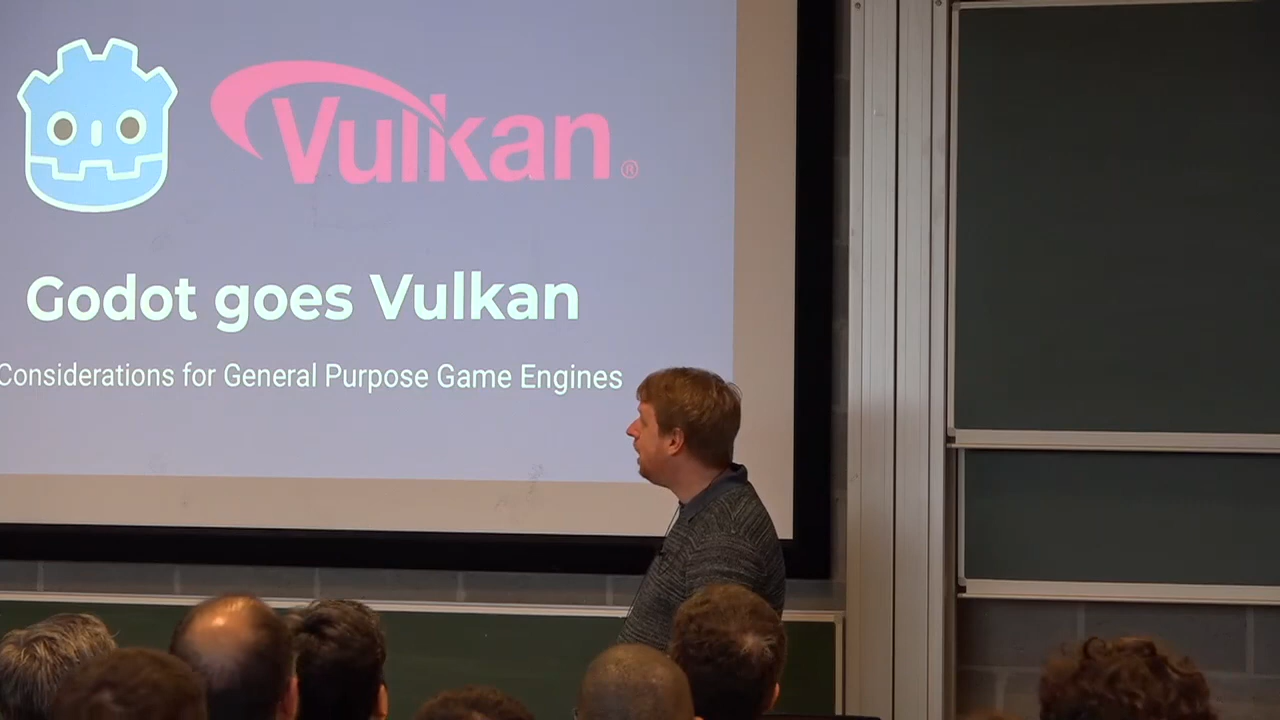 Vulkan®
Godot goes Vulkan
Considerations for General Purpose Game Engines